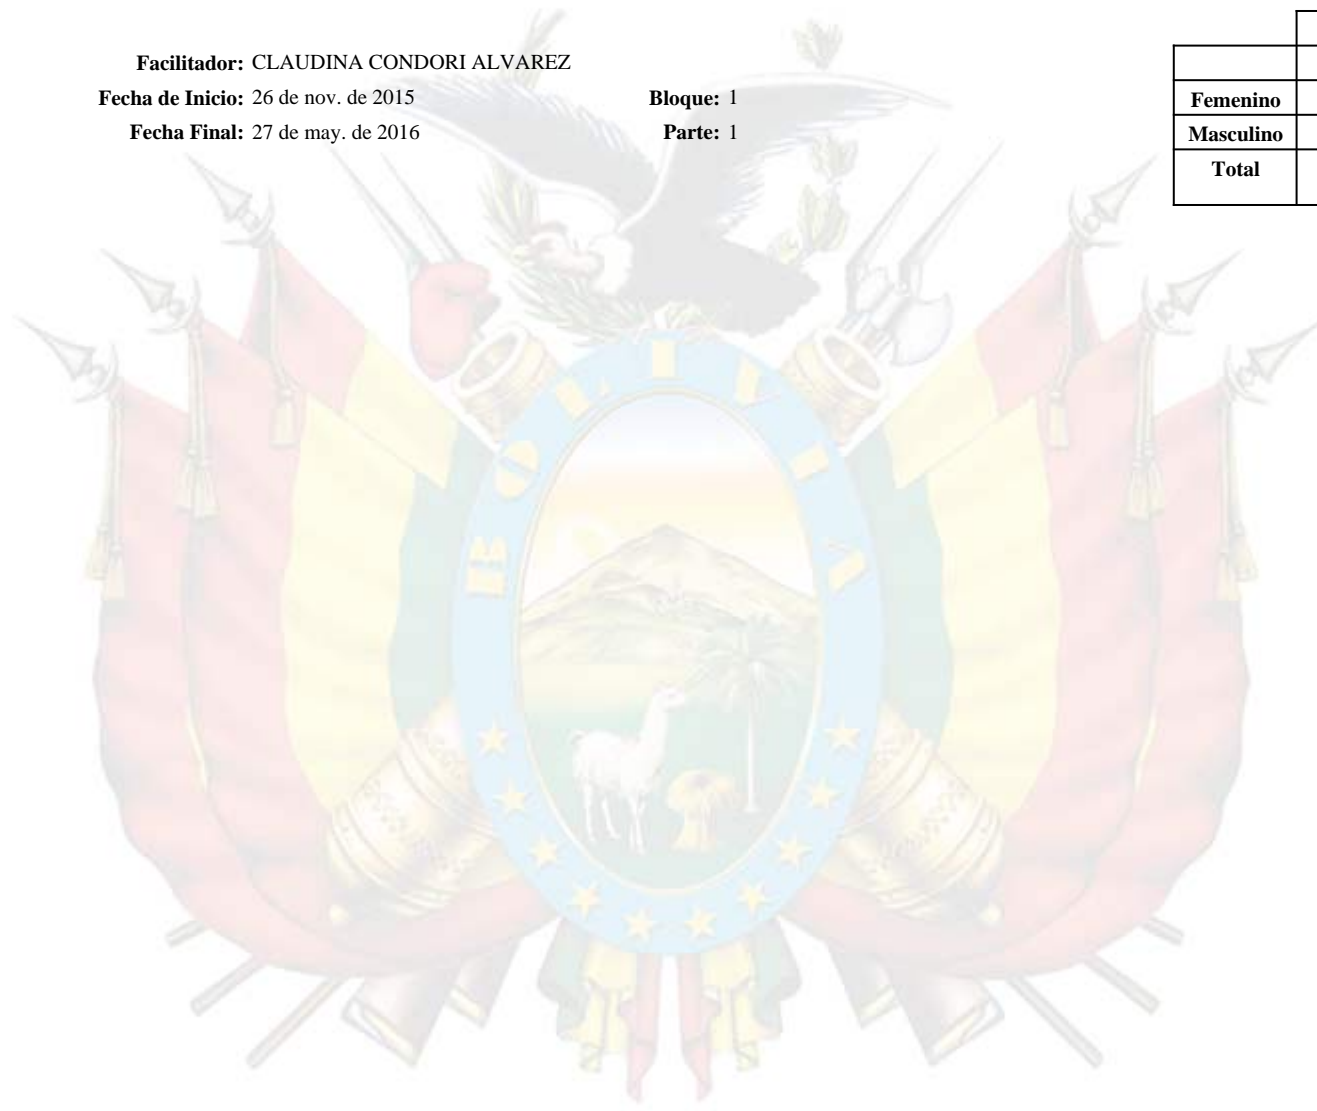 Facilitador: CLAUDINA CONDORI ALVAREZ
Fecha de Inicio: 26 de nov. de 2015 Bloque: 1
Fecha Final: 27 de may. de 2016 Parte: 1
Femenino
Masculino
Total
BOLIVIA